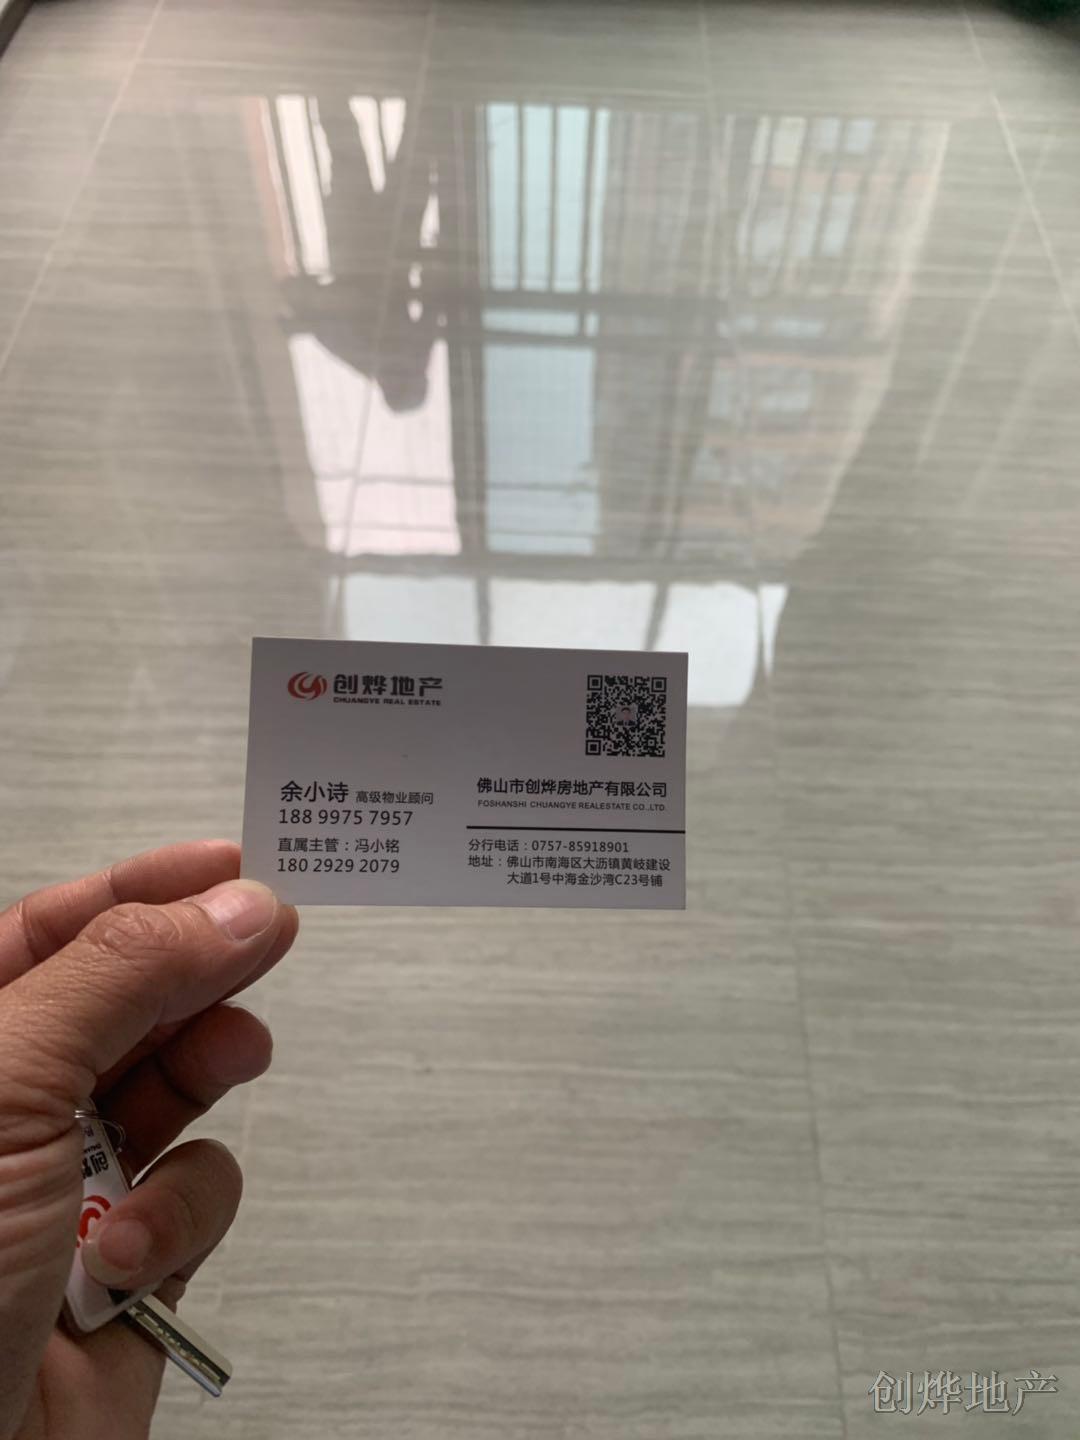 创烨地产
CHUANGYE REAL ESTATE
余小诗 高级物业顾问
188 9975 7957
直属主管：冯小铭
180 2929 2079
佛山市创烨房地产有限公司
FOSHANSHI CHUANGYE REALESTATE CO.,LTD.
分行电话：0757-85918901
地址：佛山市南海区大沥镇黄岐建设
大道1号中海金沙湾C23号铺
创烨
创烨地产